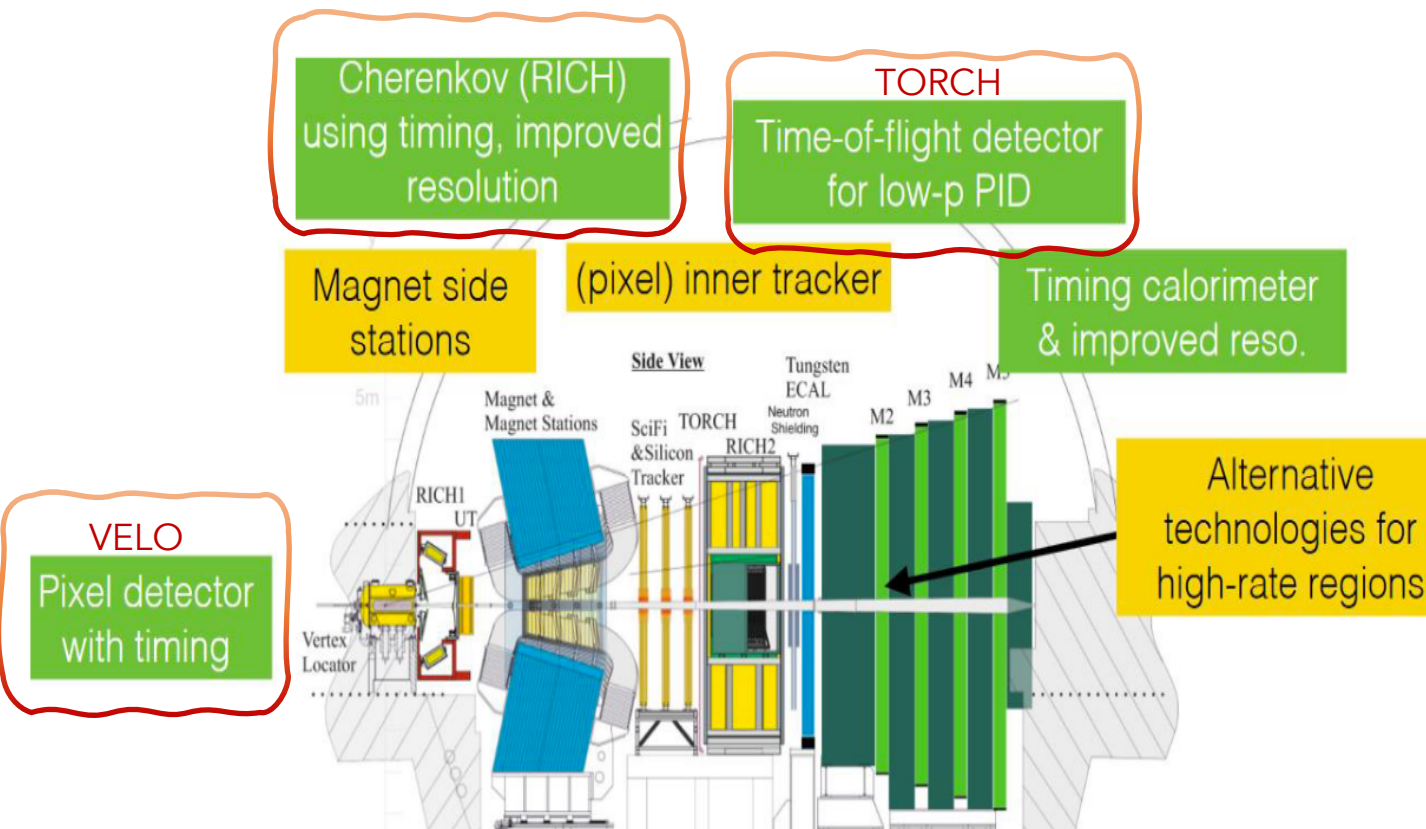 Cherenkov (RICH)
using timing, improved
resolution
TORCH
Time-of-flight detector
for low-p PID
Magnet side
stations
(pixel) inner tracker
Timing calorimeter
& improved reso.
Side View
Tungsten
ECAL
Neutron
Shielding
5m
Magnet &
Magnet Stations
SciFi
&Silicon
Tracker
TORCH
RICH2
M2
M3
M4
M5
RICH1
UT
Alternative
technologies for
high-rate regions
VELO
Pixel detector
with timing
Vertex
Locator